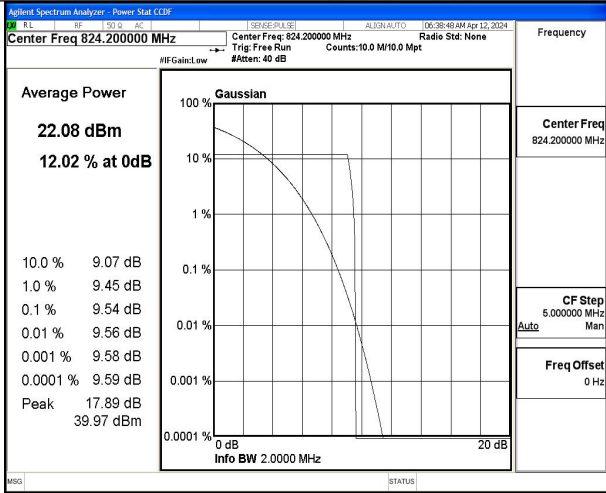 Agilent Spectrum Analyzer - Power Stat CCDF
RL RF 50 Ω AC SENSE:PULSE ALIGN AUTO 06:38:48 AM Apr 12, 2024
Center Freq 824.200000 MHz
Center Freq: 824.200000 MHz Radio Std: None
Trig: Free Run Counts:10.0 M/10.0 Mpt
#IFGain:Low #Atten: 40 dB
Frequency
Average Power
22.08 dBm
12.02 % at 0dB
10.0 % 9.07 dB
1.0 % 9.45 dB
0.1 % 9.54 dB
0.01 % 9.56 dB
0.001 % 9.58 dB
0.0001 % 9.59 dB
Peak 17.89 dB
39.97 dBm
Gaussian
100 %
10 %
1 %
0.1 %
0.01 %
0.001 %
0.0001 %
0 dB 20 dB
Info BW 2.0000 MHz
Center Freq
824.200000 MHz
CF Step
5.000000 MHz
Auto Man
Freq Offset
0 Hz
MSG STATUS